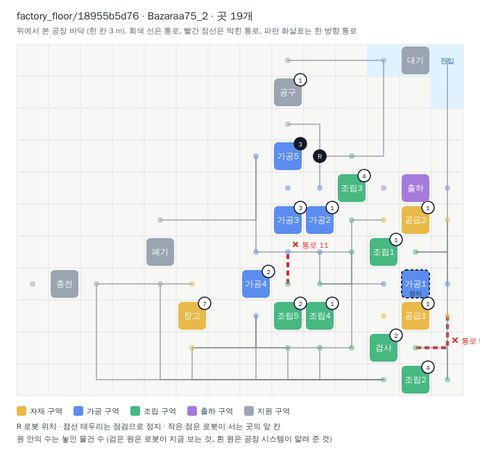 factory_floor/18955b5d76 · Bazaraa75_2 · 곳 19개
위에서 본 공장 바닥 (한 칸 3 m). 회색 선은 통로, 빨간 점선은 막힌 통로, 파란 화살표는 한 방향 통로
대기
진입
공구 1
가공5 3
R
조립3 4
출하
가공3 3
가공2 1
공급2 1
✕ 통로 11
조립1 1
폐기
충전
가공4 2
가공1
정지
창고 7
조립5 2
조립4 1
공급1 1
검사 2
✕ 통로
조립2 4
자재 구역
가공 구역
조립 구역
출하 구역
지원 구역
R 로봇 위치 · 점선 테두리는 점검으로 정지 · 작은 점은 로봇이 서는 곳의 앞 칸
원 안의 수는 놓인 물건 수 (검은 원은 로봇이 지금 보는 것, 흰 원은 공장 시스템이 알려 준 것)